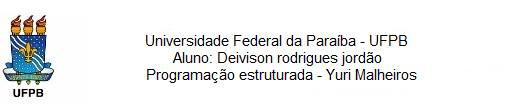 Universidade Federal da Paraíba - UFPB
Aluno: Deivison rodrigues jordão
Programação estruturada - Yuri Malheiros
UFPB